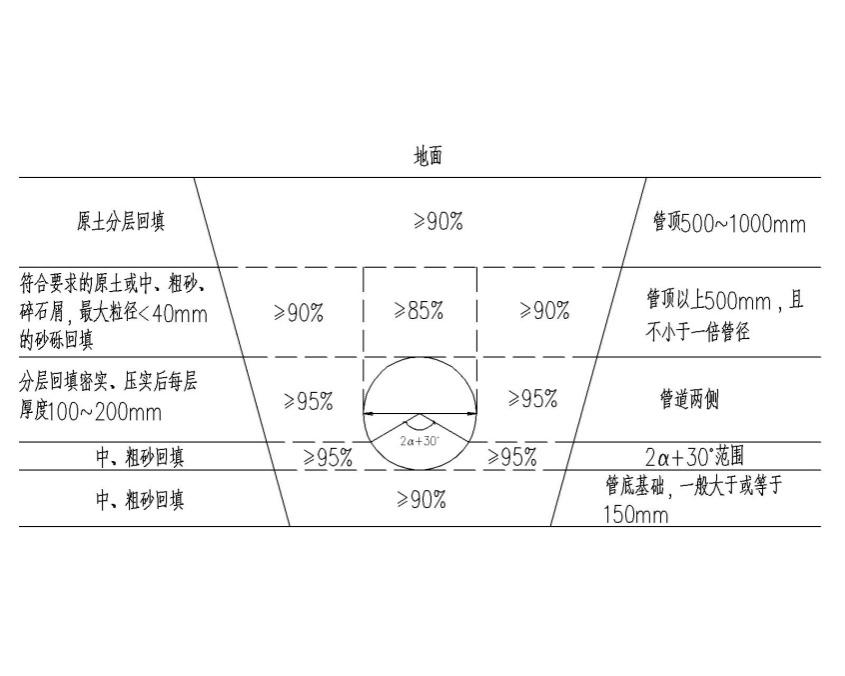 地面
原土分层回填
≥90%
管顶500~1000mm
符合要求的原土或中、粗砂、
碎石屑,最大粒径<40mm
的砂砾回填
≥90%
≥85%
≥90%
管顶以上500mm,且
不小于一倍管径
分层回填密实、压实后每层
厚度100~200mm
≥95%
≥95%
管道两侧
2α+30°
中、粗砂回填
≥95%
≥95%
2α+30°范围
中、粗砂回填
≥90%
管底基础,一般大于或等于
150mm